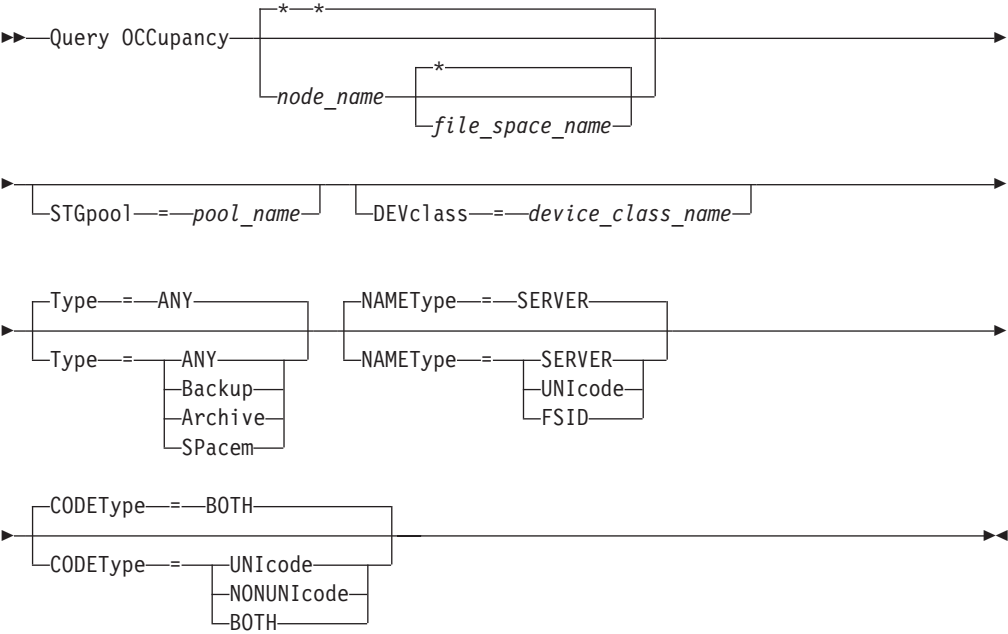 * *
Query OCCupancy
*
node_name
file_space_name
STGpool = pool_name DEVclass = device_class_name
Type = ANY NAMEType = SERVER
Type = ANY NAMEType = SERVER
Backup UNIcode
Archive FSID
SPacem
CODEType = BOTH
CODEType = UNIcode
NONUNIcode
BOTH